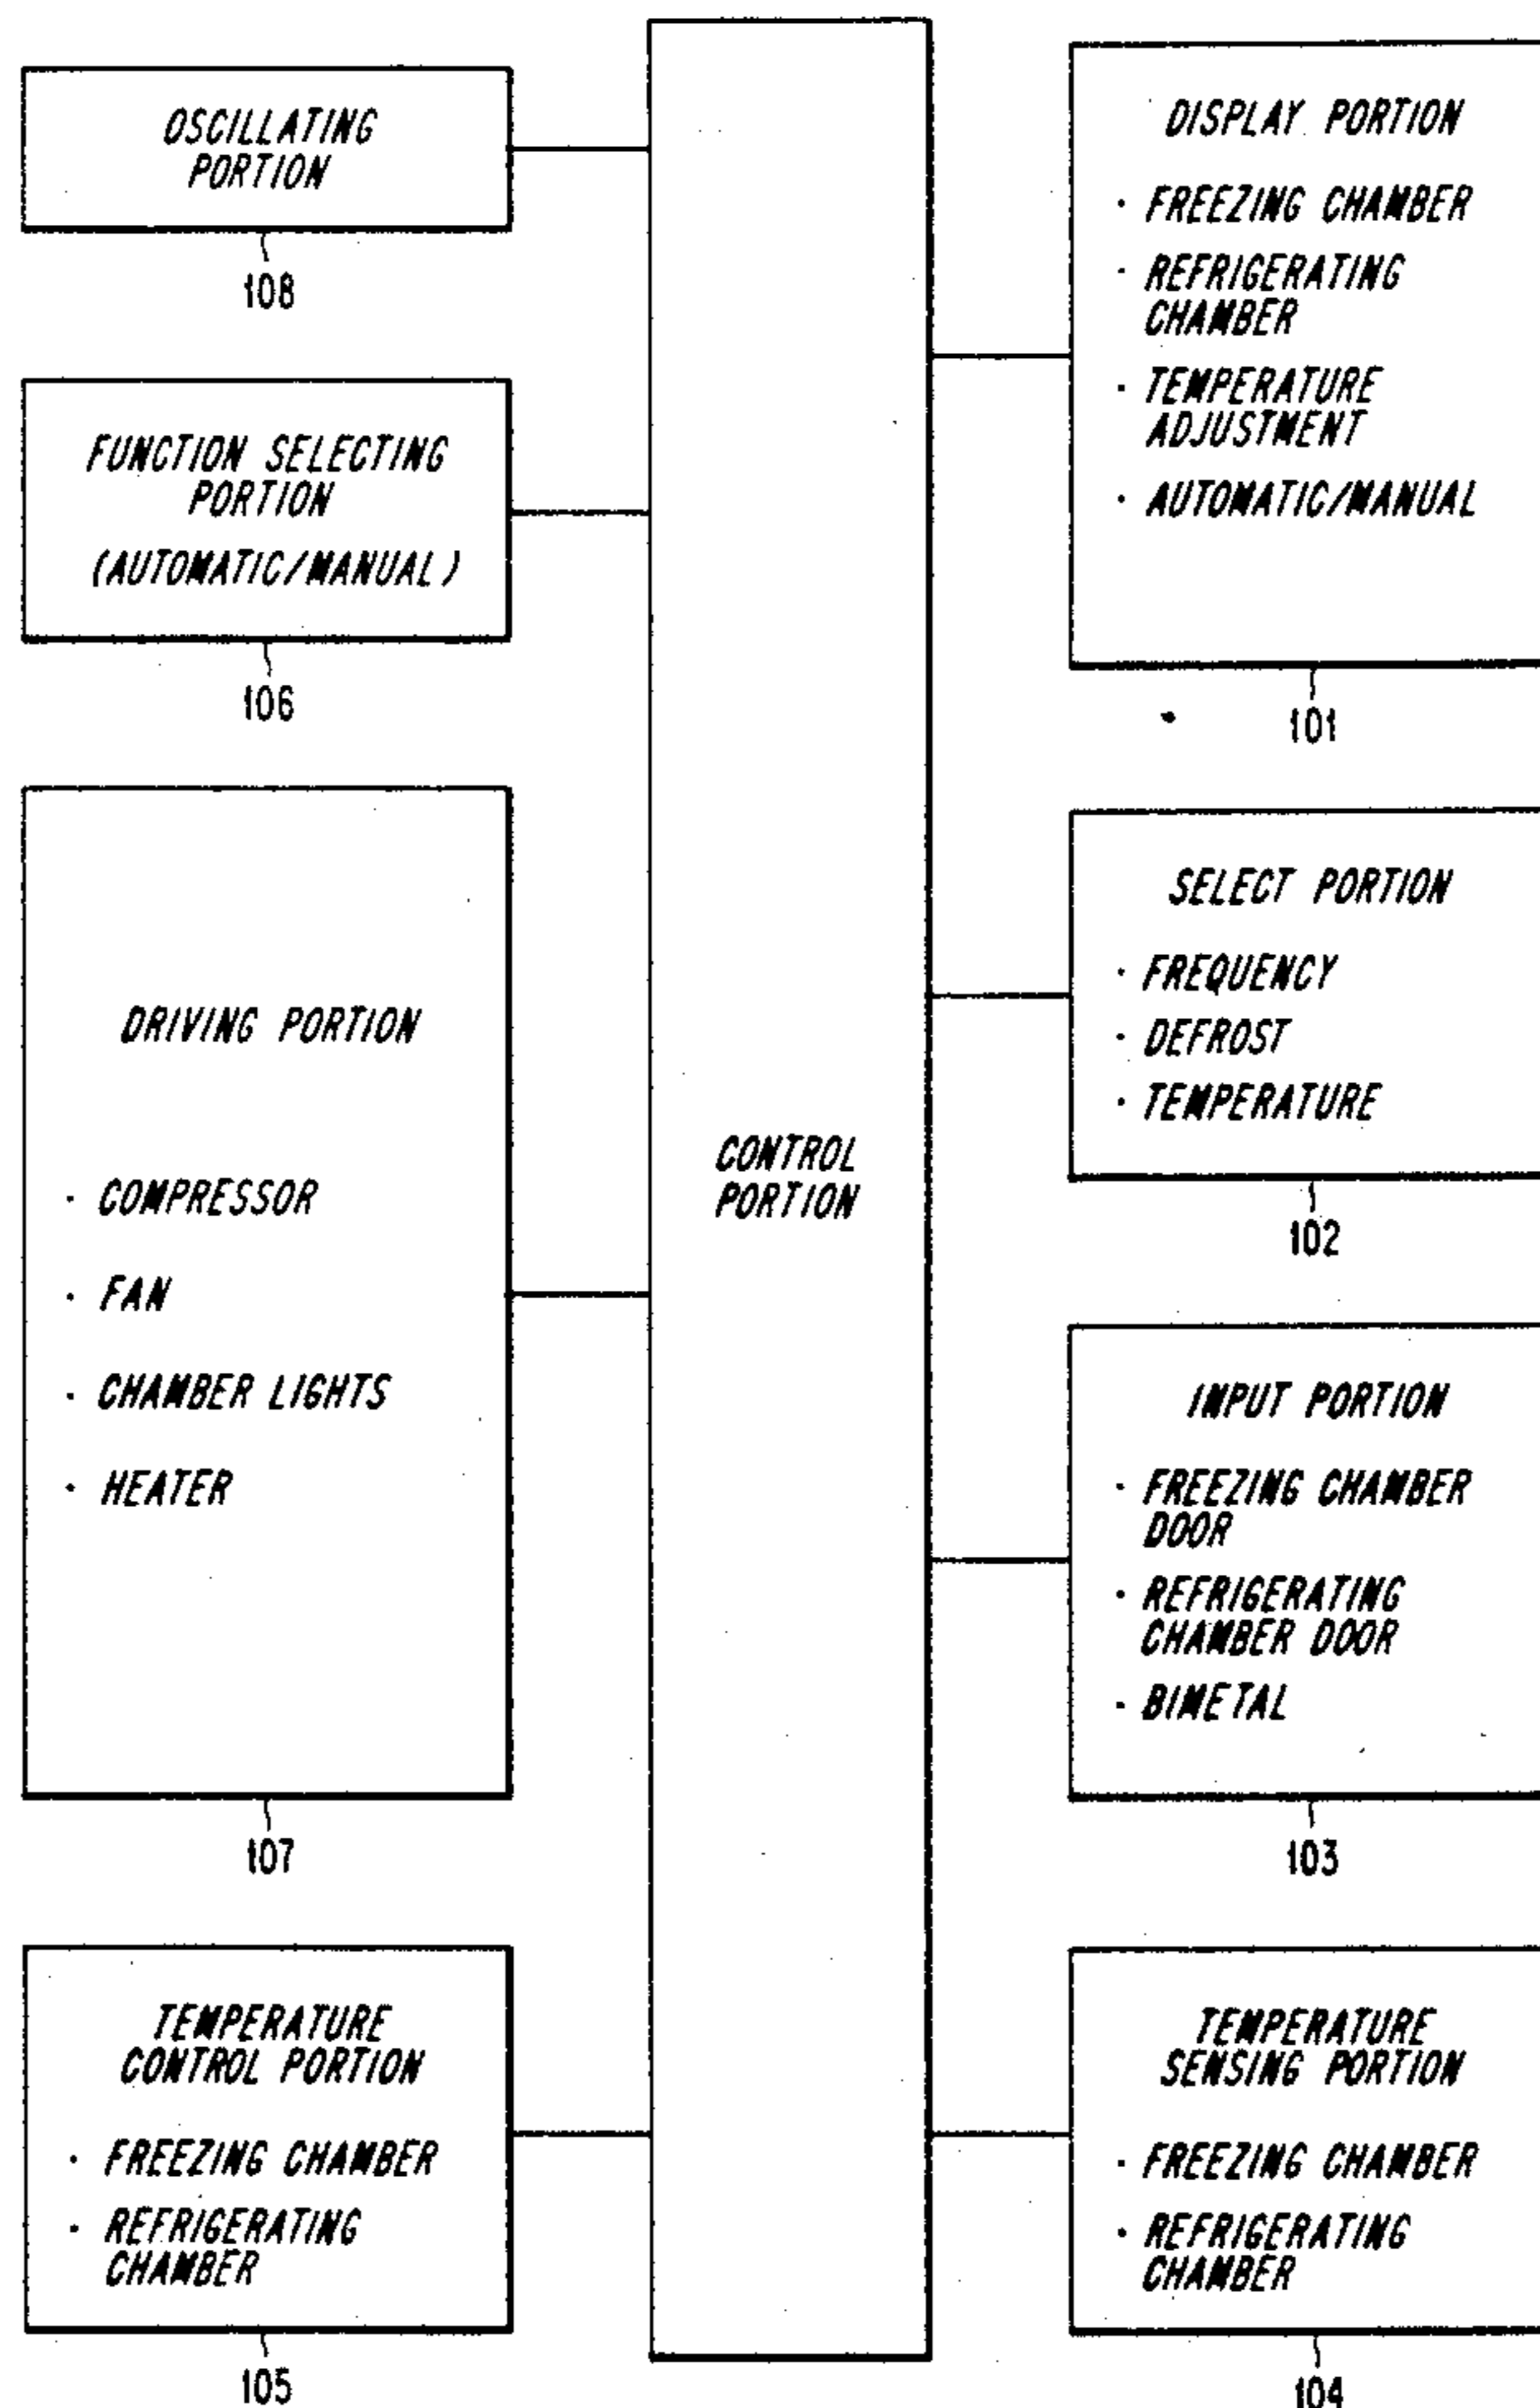 OSCILLATING
PORTION
108
FUNCTION SELECTING
PORTION
(AUTOMATIC/MANUAL)
106
DRIVING PORTION
· COMPRESSOR
· FAN
· CHAMBER LIGHTS
· HEATER
107
TEMPERATURE
CONTROL PORTION
· FREEZING CHAMBER
· REFRIGERATING
CHAMBER
105
CONTROL
PORTION
DISPLAY PORTION
· FREEZING CHAMBER
· REFRIGERATING
CHAMBER
· TEMPERATURE
ADJUSTMENT
· AUTOMATIC/MANUAL
101
SELECT PORTION
· FREQUENCY
· DEFROST
· TEMPERATURE
102
INPUT PORTION
· FREEZING CHAMBER
DOOR
· REFRIGERATING
CHAMBER DOOR
· BIMETAL
103
TEMPERATURE
SENSING PORTION
· FREEZING CHAMBER
· REFRIGERATING
CHAMBER
104